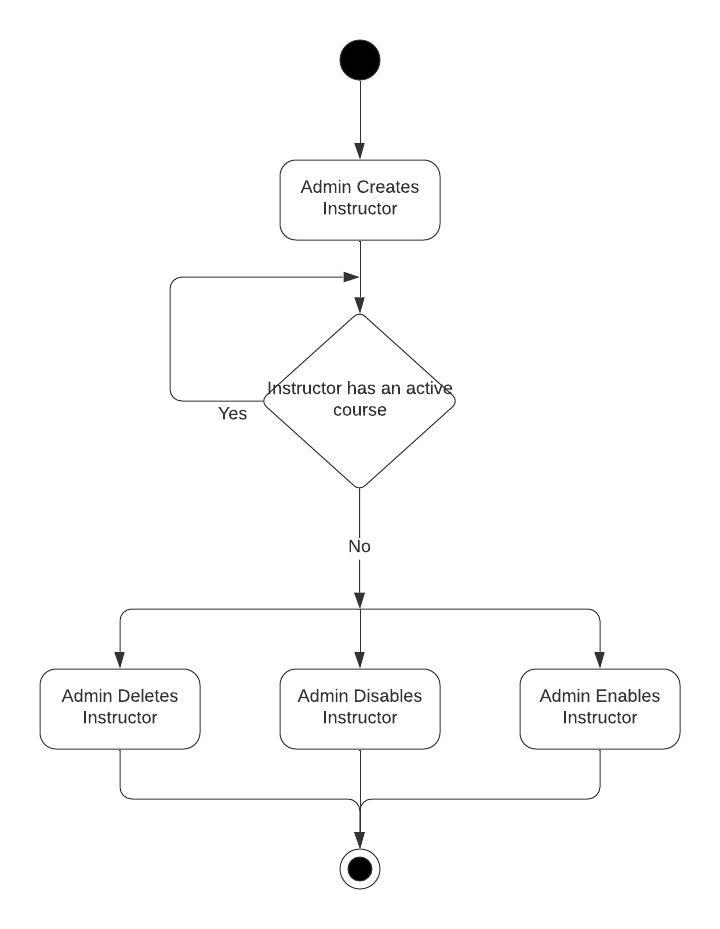 Admin Creates
Instructor
Instructor has an active
course
Yes
No
Admin Deletes
Instructor
Admin Disables
Instructor
Admin Enables
Instructor